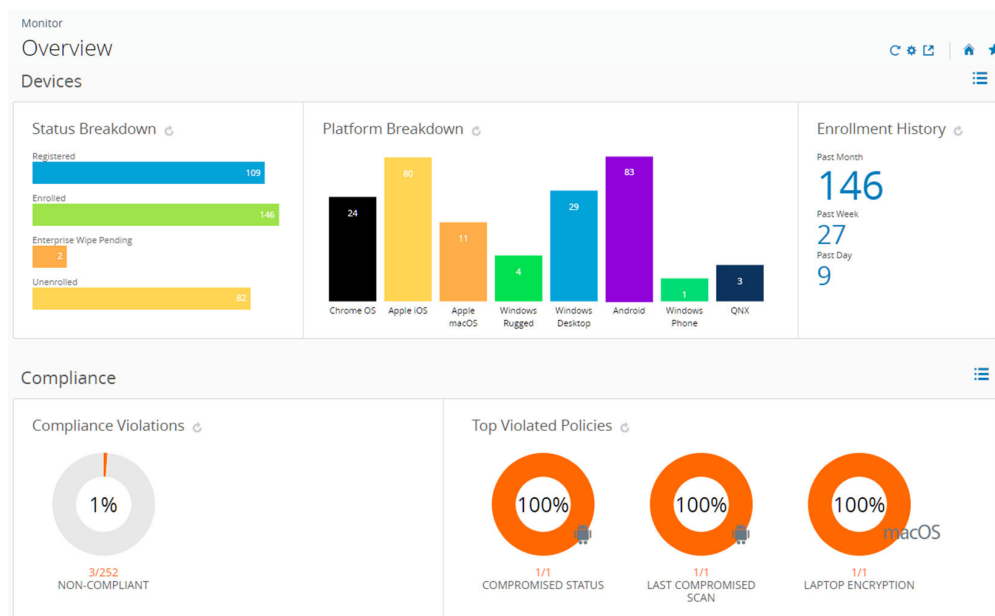 Monitor
Overview
Devices
Status Breakdown
Registered
109
Enrolled
146
Enterprise Wipe Pending
2
Unenrolled
82
Platform Breakdown
24
80
11
4
29
83
1
3
Chrome OS
Apple iOS
Apple
macOS
Windows
Rugged
Windows
Desktop
Android
Windows
Phone
QNX
Enrollment History
Past Month
146
Past Week
27
Past Day
9
Compliance
Compliance Violations
1%
3/252
NON-COMPLIANT
Top Violated Policies
100%
1/1
COMPROMISED STATUS
100%
1/1
LAST COMPROMISED
SCAN
100%
macOS
1/1
LAPTOP ENCRYPTION